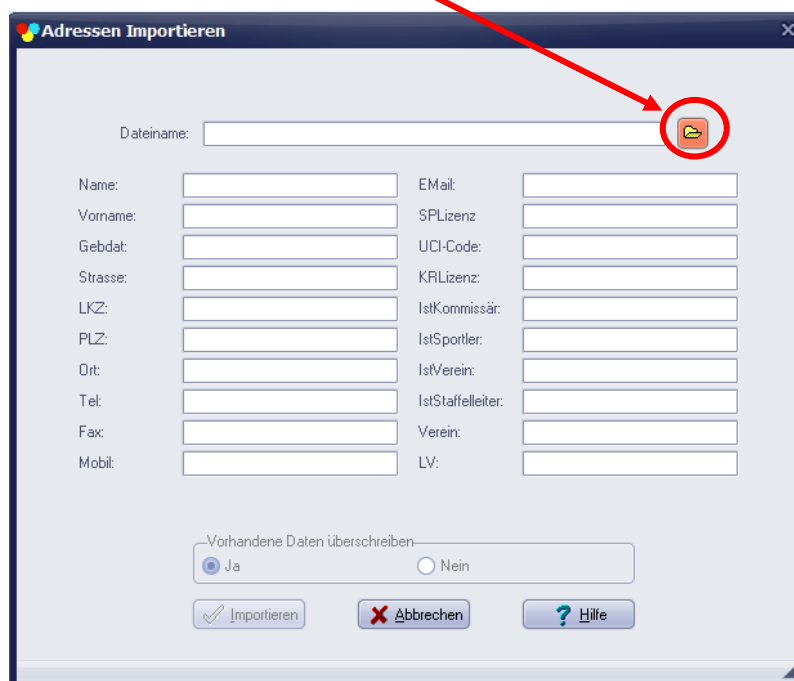 Adressen Importieren
Dateiname:
Name:
Vorname:
Gebdat:
Strasse:
LKZ:
PLZ:
Ort:
Tel:
Fax:
Mobil:
EMail:
SPLizenz
UCI-Code:
KRLizenz:
IstKommissär:
IstSportler:
IstVerein:
IstStaffelleiter:
Verein:
LV:
Vorhandene Daten überschreiben
Ja Nein
Importieren Abbrechen Hilfe